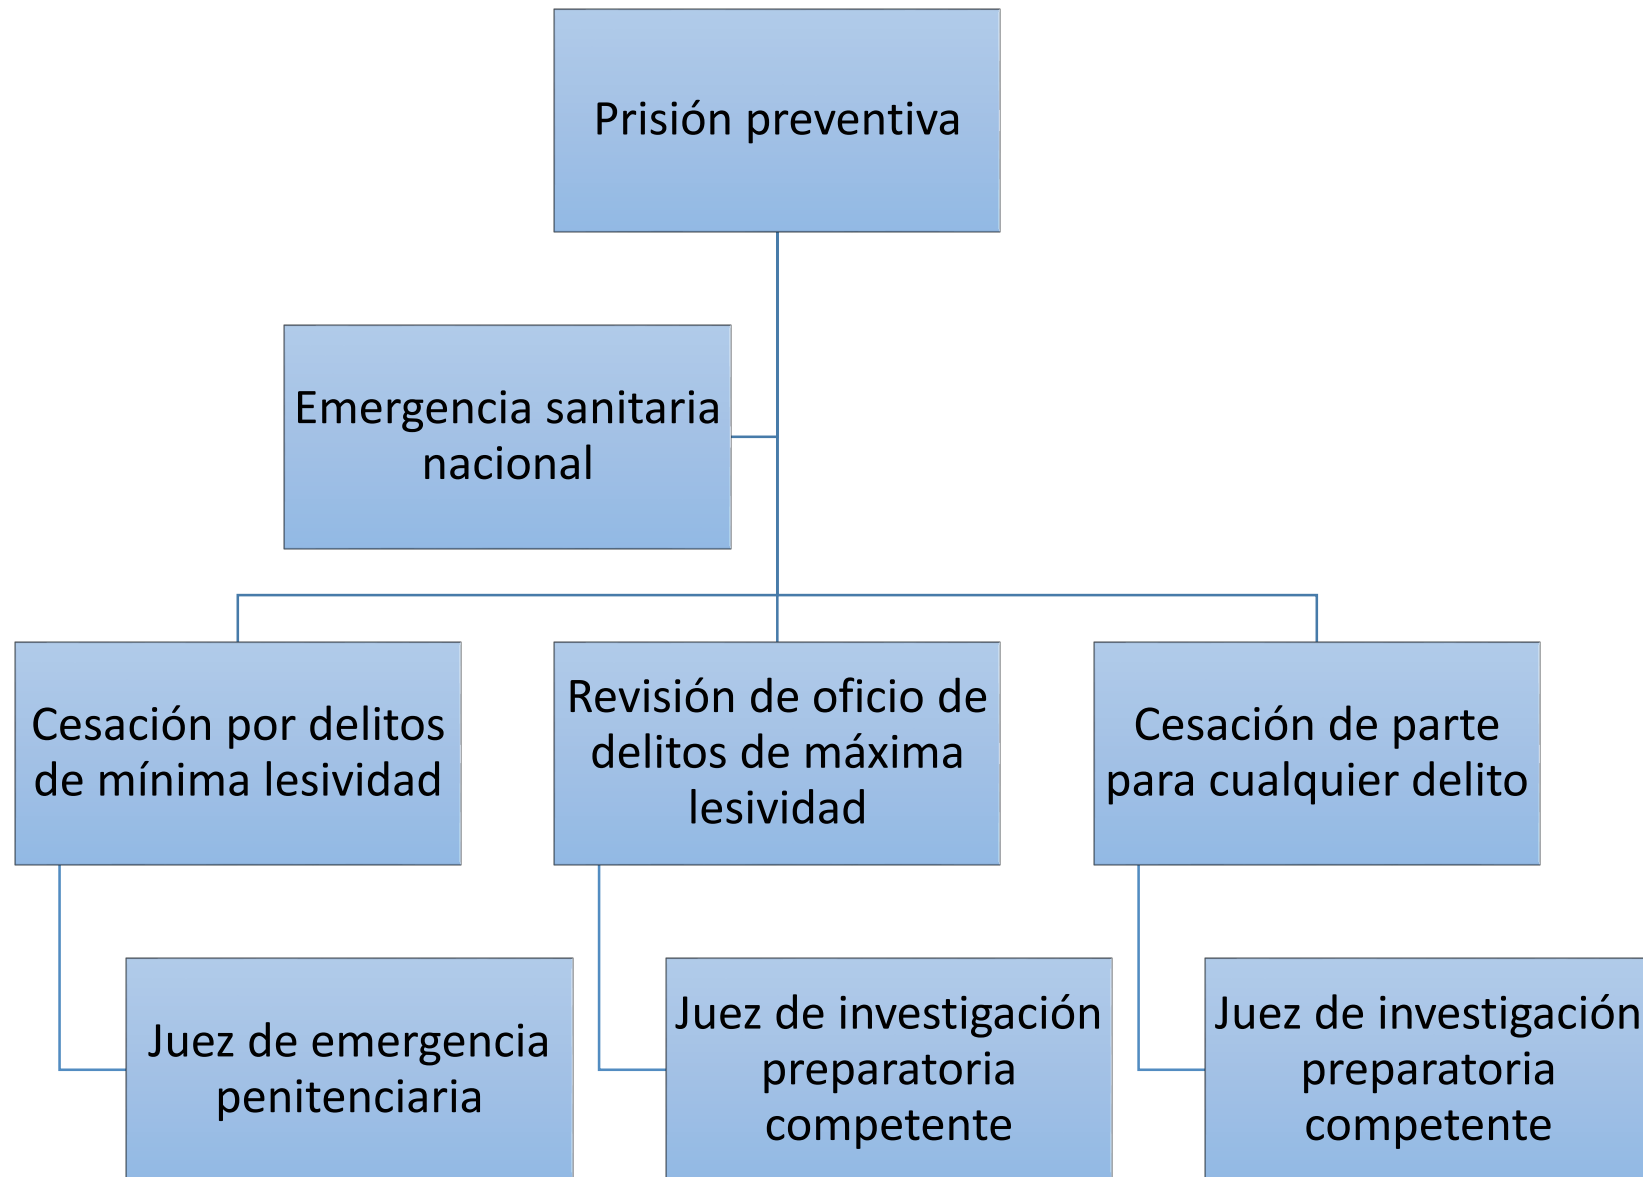 Prisión preventiva
Emergencia sanitaria
nacional
Cesación por delitos
de mínima lesividad
Revisión de oficio de
delitos de máxima
lesividad
Cesación de parte
para cualquier delito
Juez de emergencia
penitenciaria
Juez de investigación
preparatoria
competente
Juez de investigación
preparatoria
competente